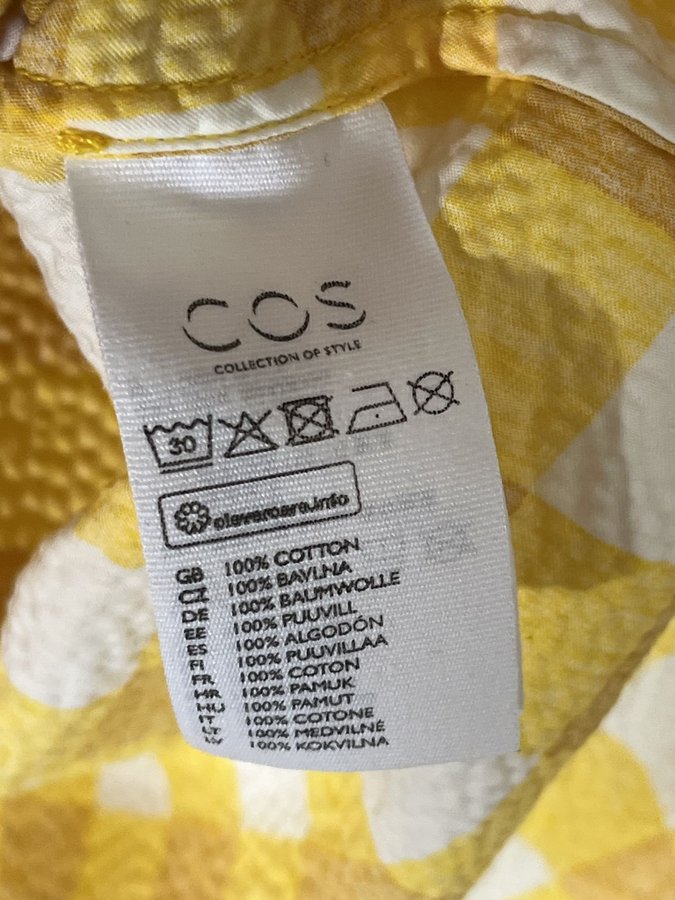 COS
COLLECTION OF STYLE
30
clevercare.info
GB 100% COTTON
CZ 100% BAVLNA
DE 100% BAUMWOLLE
EE 100% PUUVILL
ES 100% ALGODÓN
FI 100% PUUVILLAA
FR 100% COTON
HR 100% PAMUK
HU 100% PAMUT
IT 100% COTONE
LT 100% MEDVILNĖ
LV 100% KOKVILNA